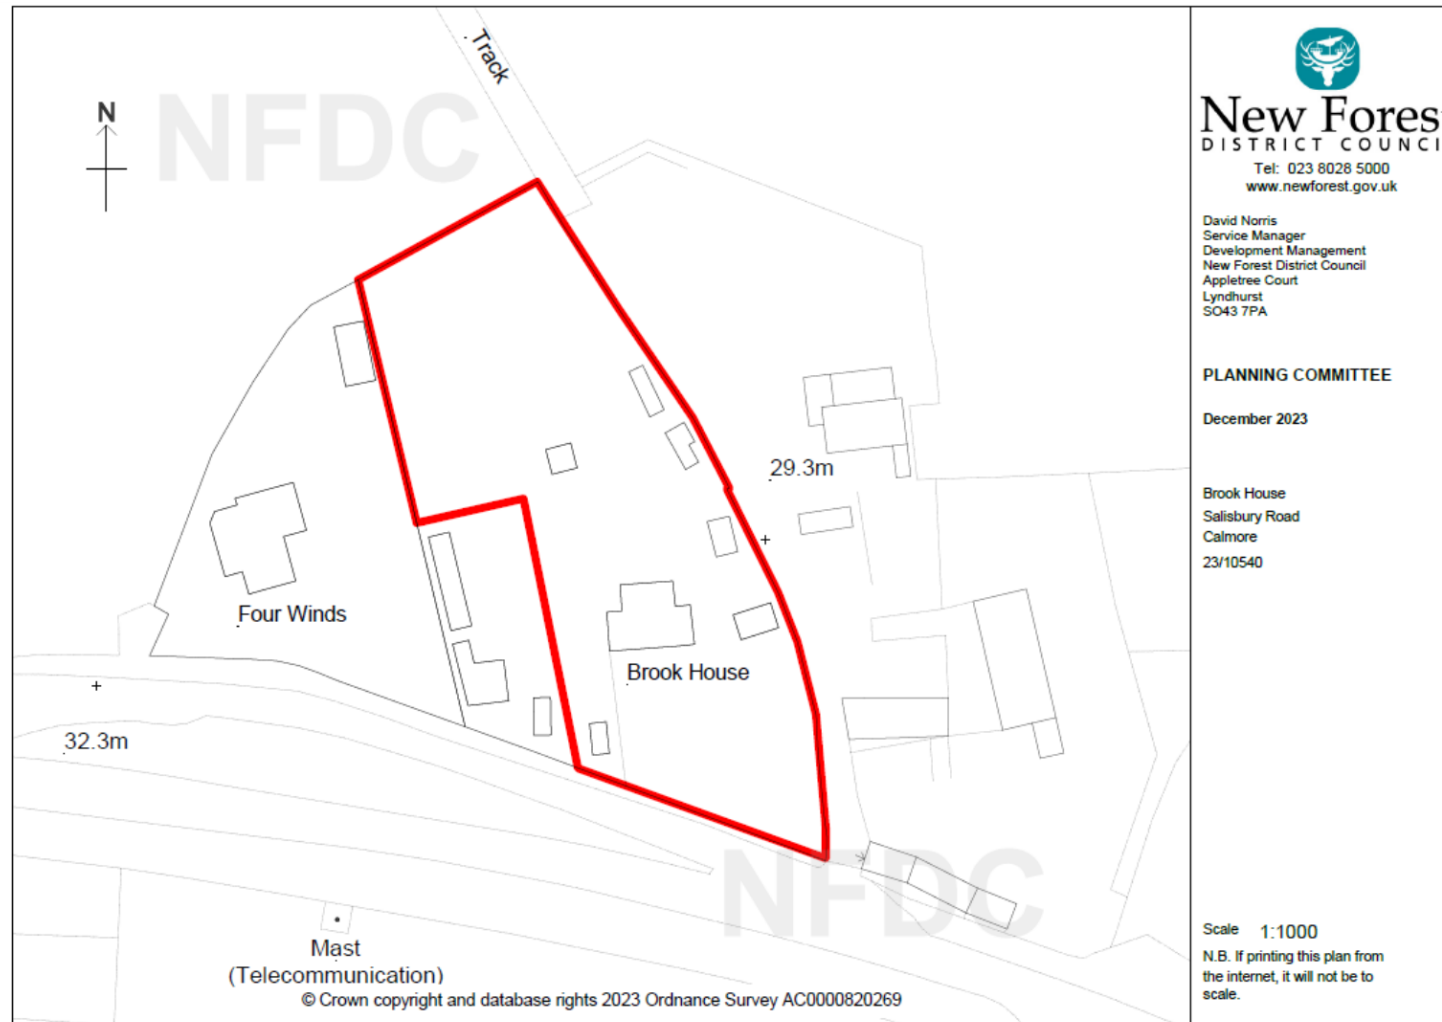 Track
N
NFDC
29.3m
Four Winds
Brook House
32.3m
NFDC
Mast
(Telecommunication)
© Crown copyright and database rights 2023 Ordnance Survey AC0000820269
New Fores
DISTRICT COUNCI
Tel: 023 8028 5000
www.newforest.gov.uk
David Norris
Service Manager
Development Management
New Forest District Council
Appletree Court
Lyndhurst
SO43 7PA
PLANNING COMMITTEE
December 2023
Brook House
Salisbury Road
Calmore
23/10540
Scale 1:1000
N.B. If printing this plan from
the internet, it will not be to
scale.